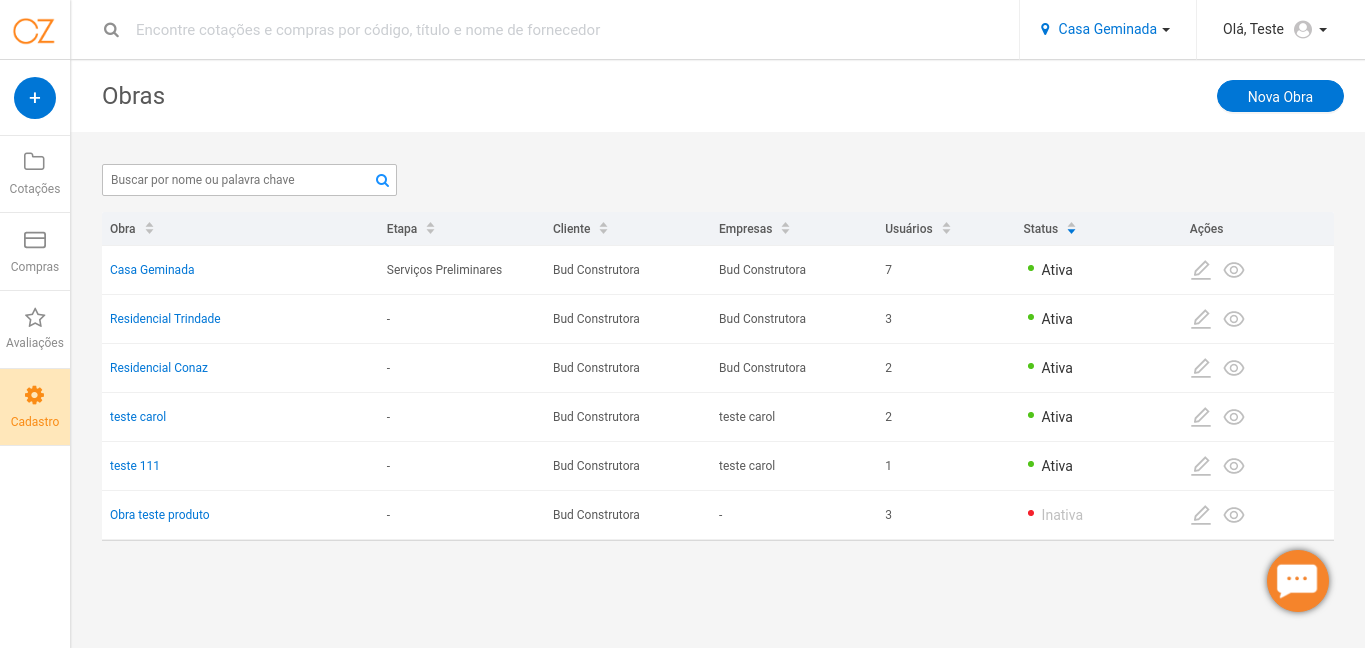 CZ
Encontre cotações e compras por código, título e nome de fornecedor
Casa Geminada
Olá, Teste
Obras
Nova Obra
Cotações
Compras
Avaliações
Cadastro
Buscar por nome ou palavra chave
Obra Etapa Cliente Empresas Usuários Status Ações
Casa Geminada Serviços Preliminares Bud Construtora Bud Construtora 7 Ativa
Residencial Trindade - Bud Construtora Bud Construtora 3 Ativa
Residencial Conaz - Bud Construtora Bud Construtora 2 Ativa
teste carol - Bud Construtora teste carol 2 Ativa
teste 111 - Bud Construtora teste carol 1 Ativa
Obra teste produto - Bud Construtora - 3 Inativa